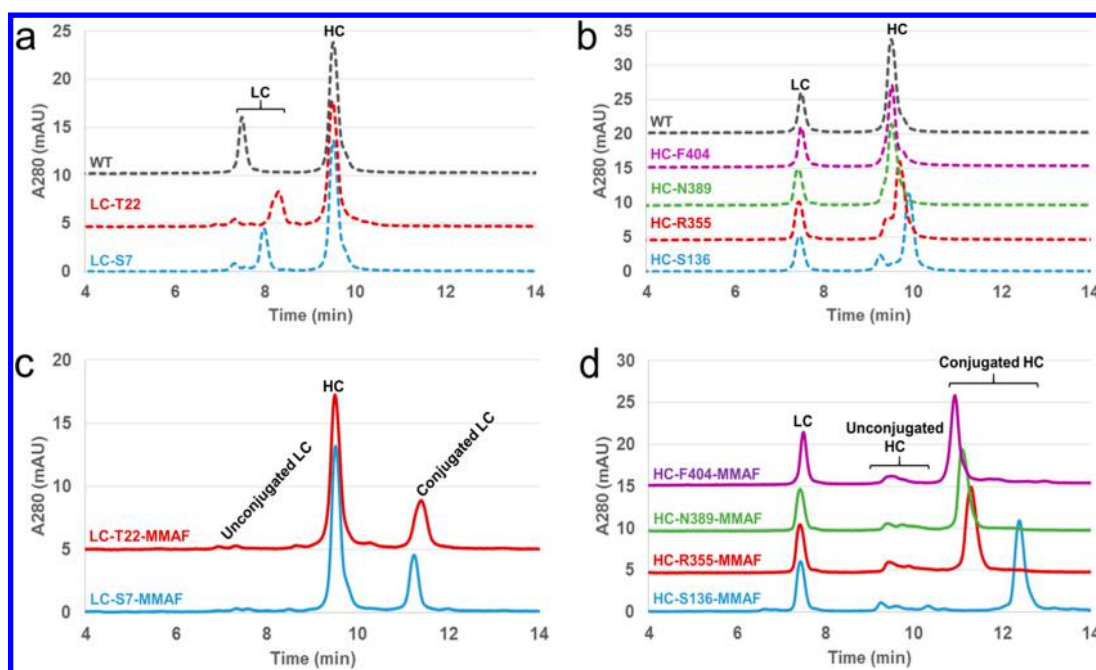 a
25
20
15
10
5
0
A280 (mAU)
HC
LC
WT
LC-T22
LC-S7
4
6
8
10
12
14
Time (min)
b
35
30
25
20
15
10
5
0
A280 (mAU)
HC
LC
WT
HC-F404
HC-N389
HC-R355
HC-S136
4
6
8
10
12
14
Time (min)
c
20
15
10
5
0
A280 (mAU)
HC
Unconjugated LC
Conjugated LC
LC-T22-MMAF
LC-S7-MMAF
4
6
8
10
12
14
Time (min)
d
30
25
20
15
10
5
0
A280 (mAU)
Conjugated HC
LC
Unconjugated
HC
HC-F404-MMAF
HC-N389-MMAF
HC-R355-MMAF
HC-S136-MMAF
4
6
8
10
12
14
Time (min)